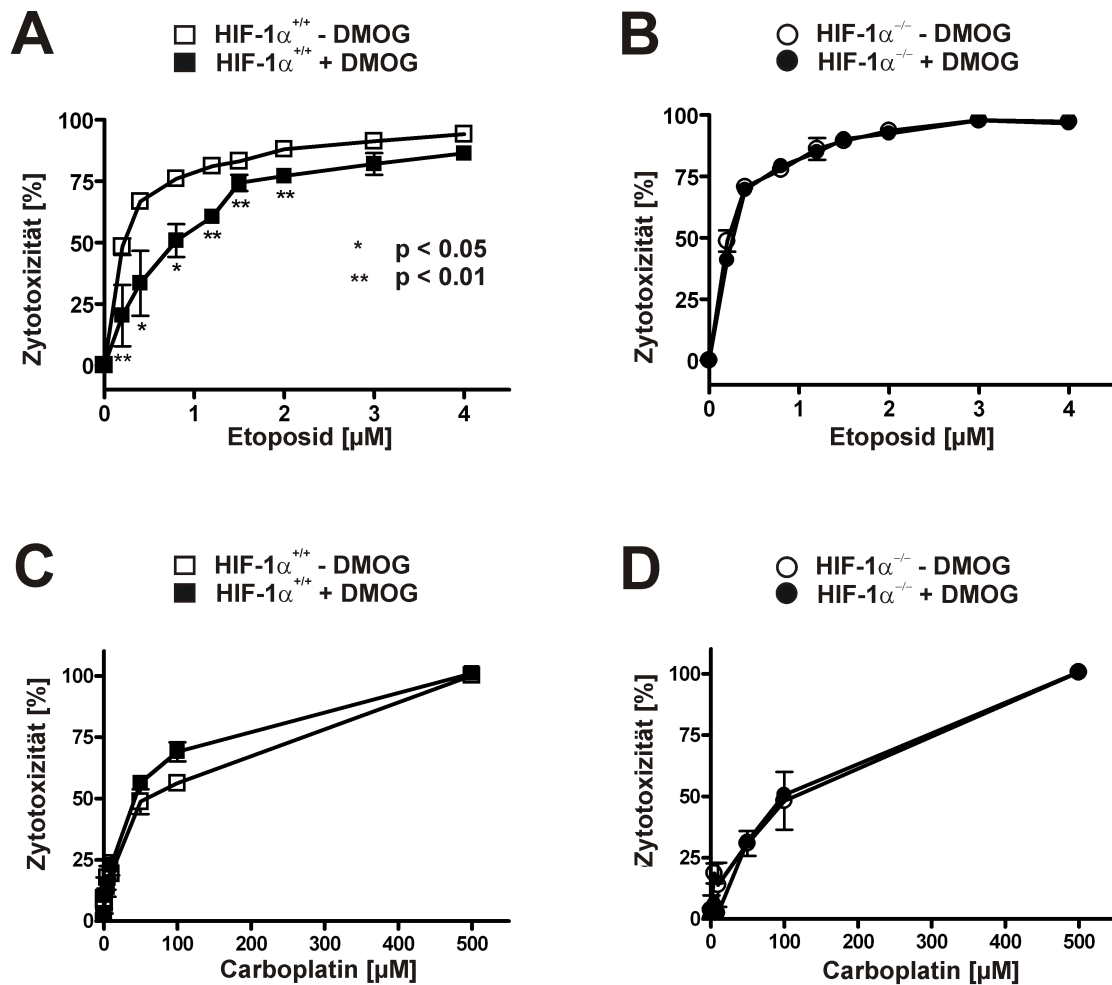 A
HIF-1α+/+ - DMOG
HIF-1α+/+ + DMOG
100
75
50
25
0
Zytotoxizität [%]
**
*
*
**
**
**
* p < 0.05
** p < 0.01
0 1 2 3 4
Etoposid [µM]
B
HIF-1α-/- - DMOG
HIF-1α-/- + DMOG
100
75
50
25
0
Zytotoxizität [%]
0 1 2 3 4
Etoposid [µM]
C
HIF-1α+/+ - DMOG
HIF-1α+/+ + DMOG
100
75
50
25
0
Zytotoxizität [%]
0 100 200 300 400 500
Carboplatin [µM]
D
HIF-1α-/- - DMOG
HIF-1α-/- + DMOG
100
75
50
25
0
Zytotoxizität [%]
0 100 200 300 400 500
Carboplatin [µM]